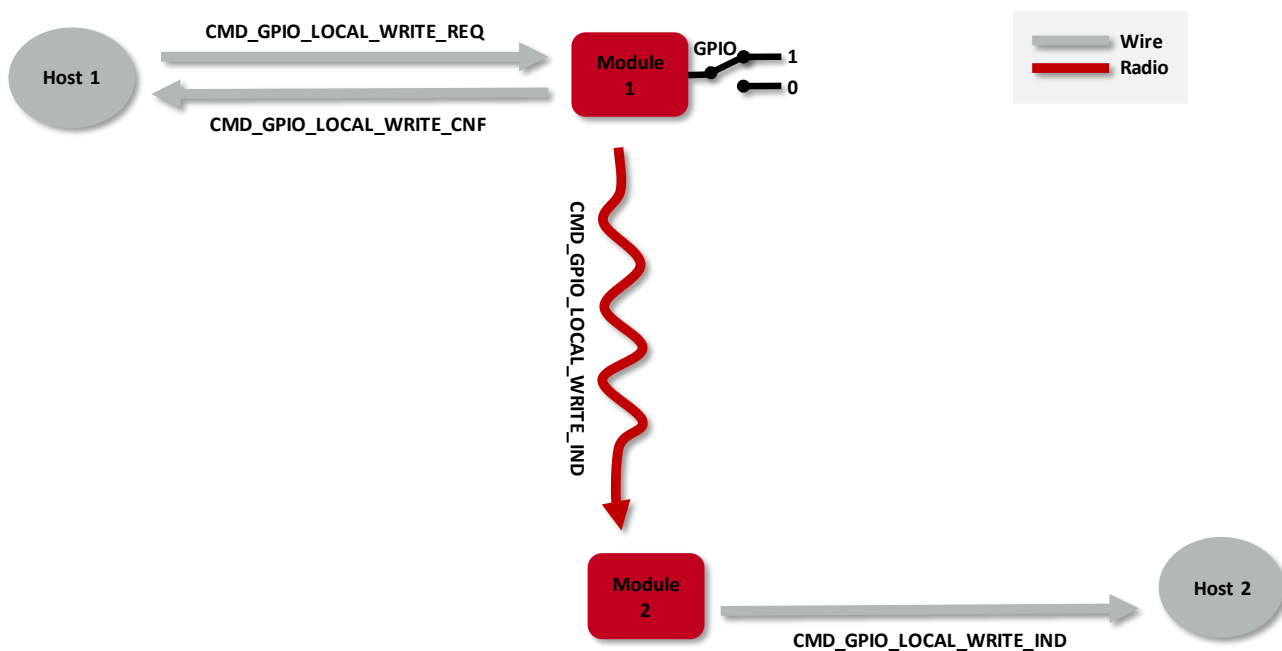 CMD_GPIO_LOCAL_WRITE_REQ
Host 1
CMD_GPIO_LOCAL_WRITE_CNF
Module
1
GPIO
1
0
Wire
Radio
CMD_GPIO_LOCAL_WRITE_IND
Module
2
CMD_GPIO_LOCAL_WRITE_IND
Host 2